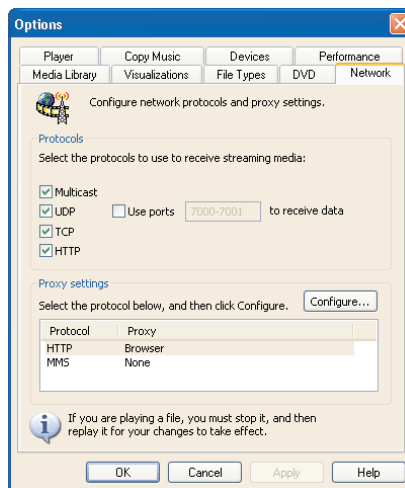 Options
Player Copy Music Devices Performance
Media Library Visualizations File Types DVD Network
Configure network protocols and proxy settings.
Protocols
Select the protocols to use to receive streaming media:
Multicast
UDP Use ports 7000-7001 to receive data
TCP
HTTP
Proxy settings
Select the protocol below, and then click Configure. Configure...
Protocol Proxy
HTTP Browser
MMS None
If you are playing a file, you must stop it, and then
replay it for your changes to take effect.
OK Cancel Apply Help